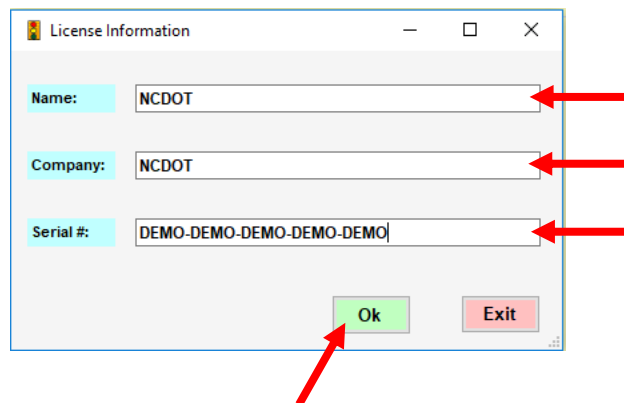 License Information
Name: NCDOT
Company: NCDOT
Serial #: DEMO-DEMO-DEMO-DEMO-DEMO
Ok Exit